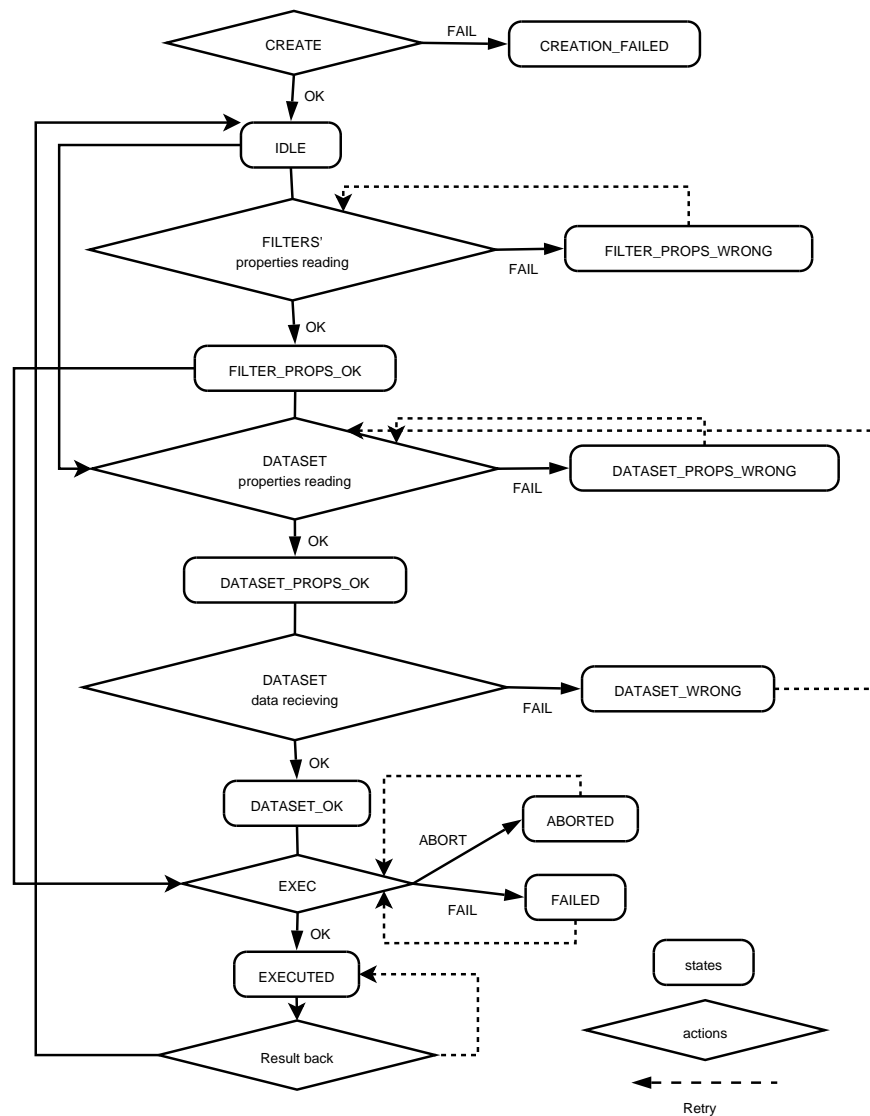 CREATE
FAIL
CREATION_FAILED
OK
IDLE
FILTERS'
properties reading
FAIL
FILTER_PROPS_WRONG
OK
FILTER_PROPS_OK
DATASET
properties reading
FAIL
DATASET_PROPS_WRONG
OK
DATASET_PROPS_OK
DATASET
data recieving
FAIL
DATASET_WRONG
OK
DATASET_OK
ABORT
ABORTED
EXEC
FAIL
FAILED
OK
EXECUTED
states
Result back
actions
Retry